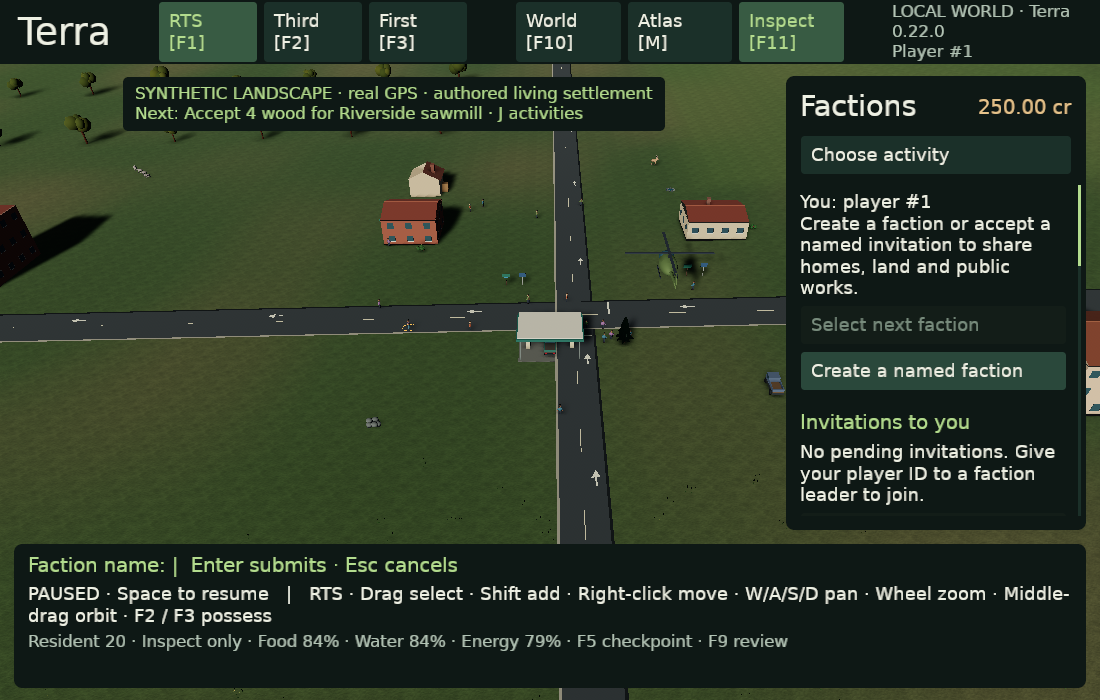 Terra
RTS
[F1]
Third
[F2]
First
[F3]
World
[F10]
Atlas
[M]
Inspect
[F11]
LOCAL WORLD · Terra
0.22.0
Player #1
SYNTHETIC LANDSCAPE · real GPS · authored living settlement
Next: Accept 4 wood for Riverside sawmill · J activities
Factions
250.00 cr
Choose activity
You: player #1
Create a faction or accept a
named invitation to share
homes, land and public
works.
Select next faction
Create a named faction
Invitations to you
No pending invitations. Give
your player ID to a faction
leader to join.
Faction name: | Enter submits · Esc cancels
PAUSED · Space to resume | RTS · Drag select · Shift add · Right-click move · W/A/S/D pan · Wheel zoom · Middle-
drag orbit · F2 / F3 possess
Resident 20 · Inspect only · Food 84% · Water 84% · Energy 79% · F5 checkpoint · F9 review